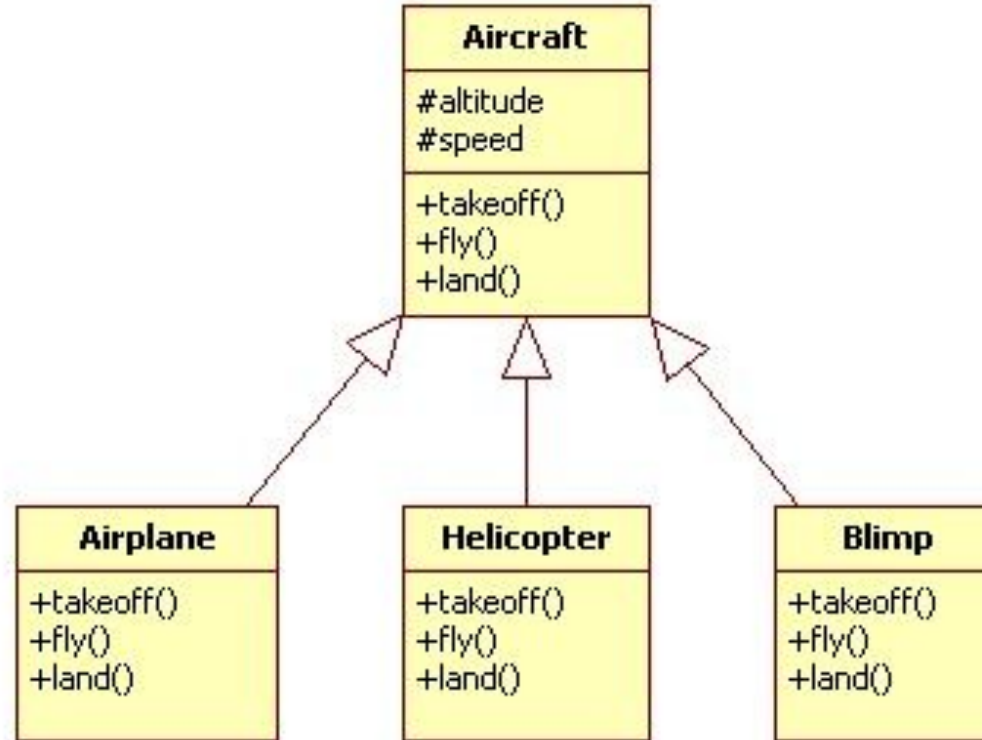 Aircraft
#altitude
#speed
+takeoff()
+fly()
+land()
Airplane
+takeoff()
+fly()
+land()
Helicopter
+takeoff()
+fly()
+land()
Blimp
+takeoff()
+fly()
+land()